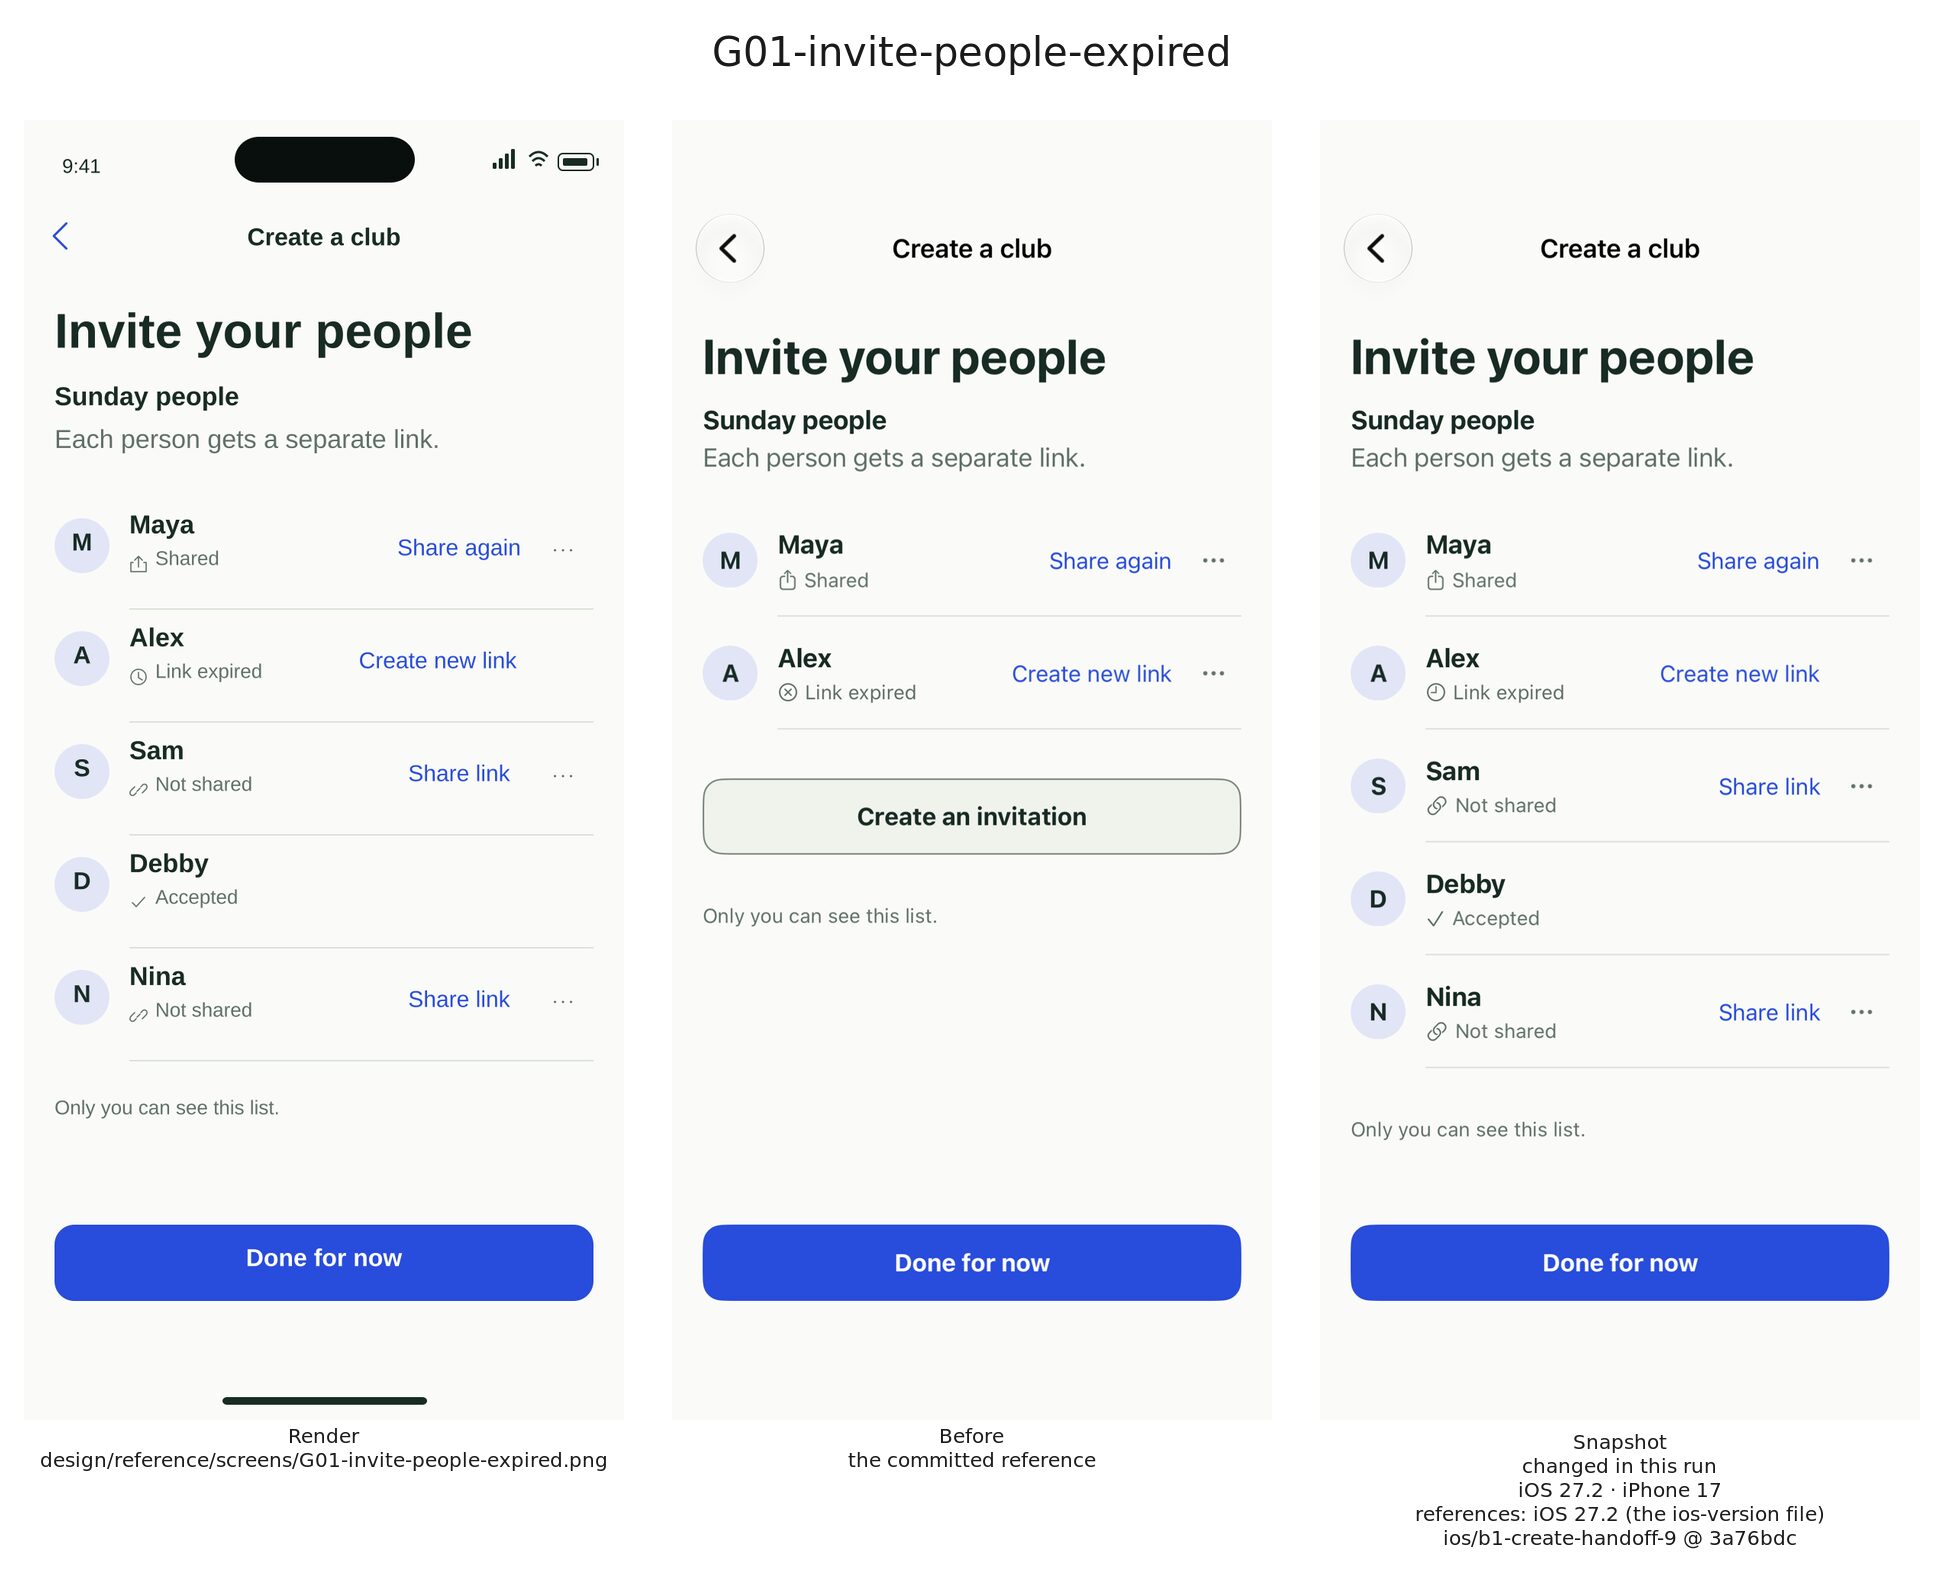 G01-invite-people-expired
9:41
Create a club
Invite your people
Sunday people
Each person gets a separate link.
M
Maya
Shared
Share again
...
A
Alex
Link expired
Create new link
S
Sam
Not shared
Share link
...
D
Debby
Accepted
N
Nina
Not shared
Share link
...
Only you can see this list.
Done for now
Render
design/reference/screens/G01-invite-people-expired.png
Create a club
Invite your people
Sunday people
Each person gets a separate link.
M
Maya
Shared
Share again
...
A
Alex
Link expired
Create new link
...
Create an invitation
Only you can see this list.
Done for now
Before
the committed reference
Create a club
Invite your people
Sunday people
Each person gets a separate link.
M
Maya
Shared
Share again
...
A
Alex
Link expired
Create new link
S
Sam
Not shared
Share link
...
D
Debby
Accepted
N
Nina
Not shared
Share link
...
Only you can see this list.
Done for now
Snapshot
changed in this run
iOS 27.2 · iPhone 17
references: iOS 27.2 (the ios-version file)
ios/b1-create-handoff-9 @ 3a76bdc